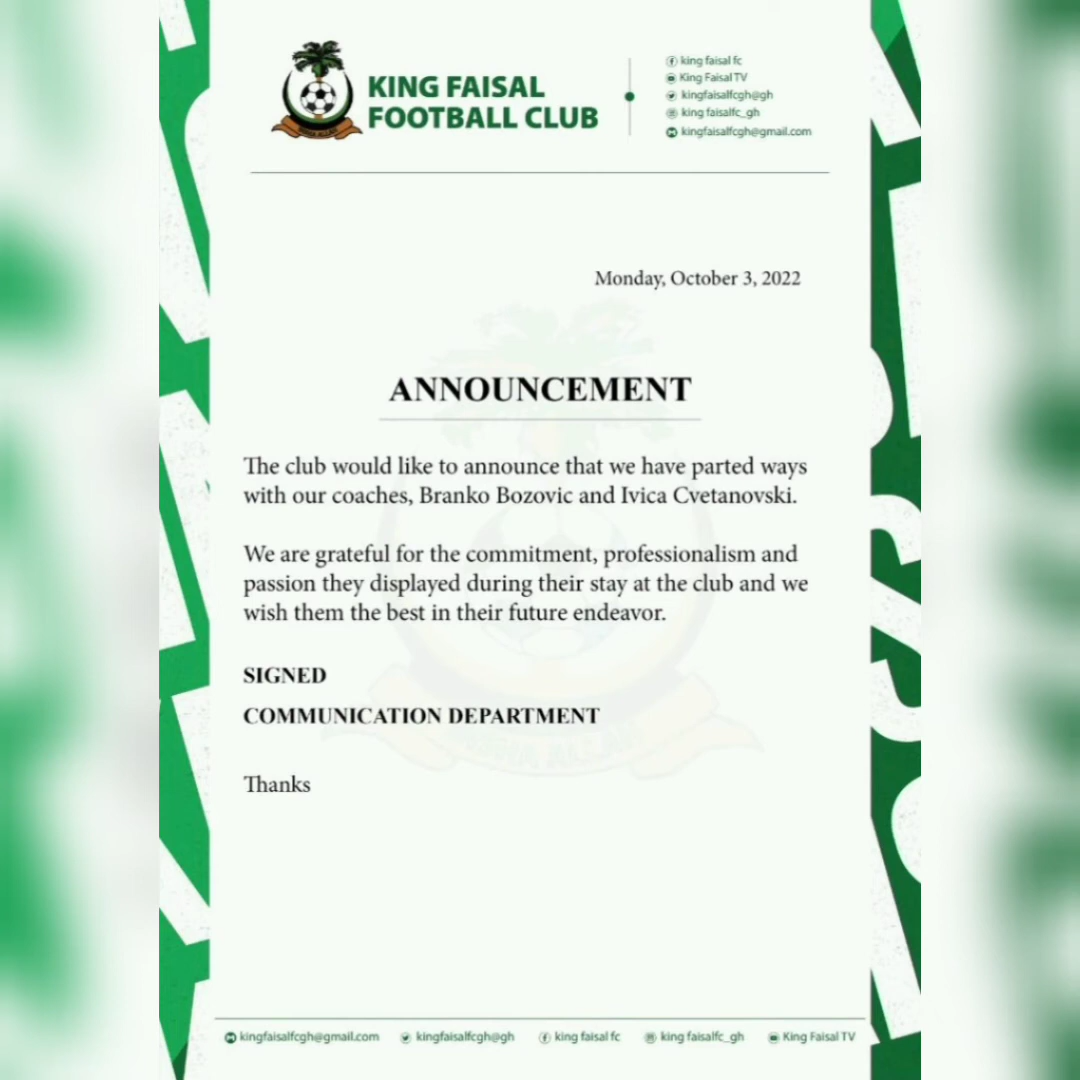 KING FAISAL
FOOTBALL CLUB
INSHA ALLAH
king faisal fc
King Faisal TV
kingfaisalfcgh@gh
king faisalfc_gh
kingfaisalfcgh@gmail.com
Monday, October 3, 2022
ANNOUNCEMENT
The club would like to announce that we have parted ways
with our coaches, Branko Bozovic and Ivica Cvetanovski.
We are grateful for the commitment, professionalism and
passion they displayed during their stay at the club and we
wish them the best in their future endeavor.
SIGNED
COMMUNICATION DEPARTMENT
Thanks
kingfaisalfcgh@gmail.com kingfaisalfcgh@gh king faisal fc king faisalfc_gh King Faisal TV